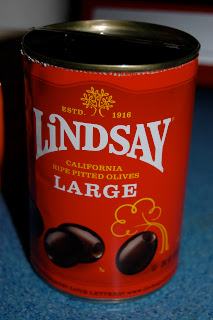 ESTD. 1916
LiNDSAY
CALIFORNIA
RIPE PITTED OLIVES
LARGE